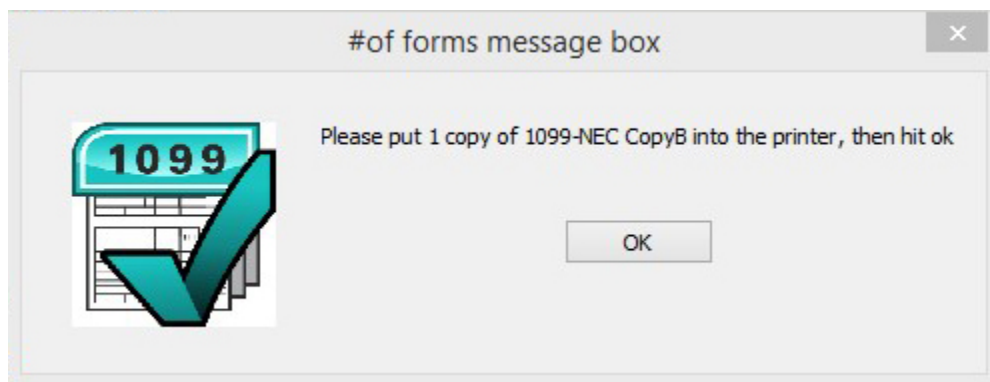 #of forms message box
1099
Please put 1 copy of 1099-NEC CopyB into the printer, then hit ok
OK